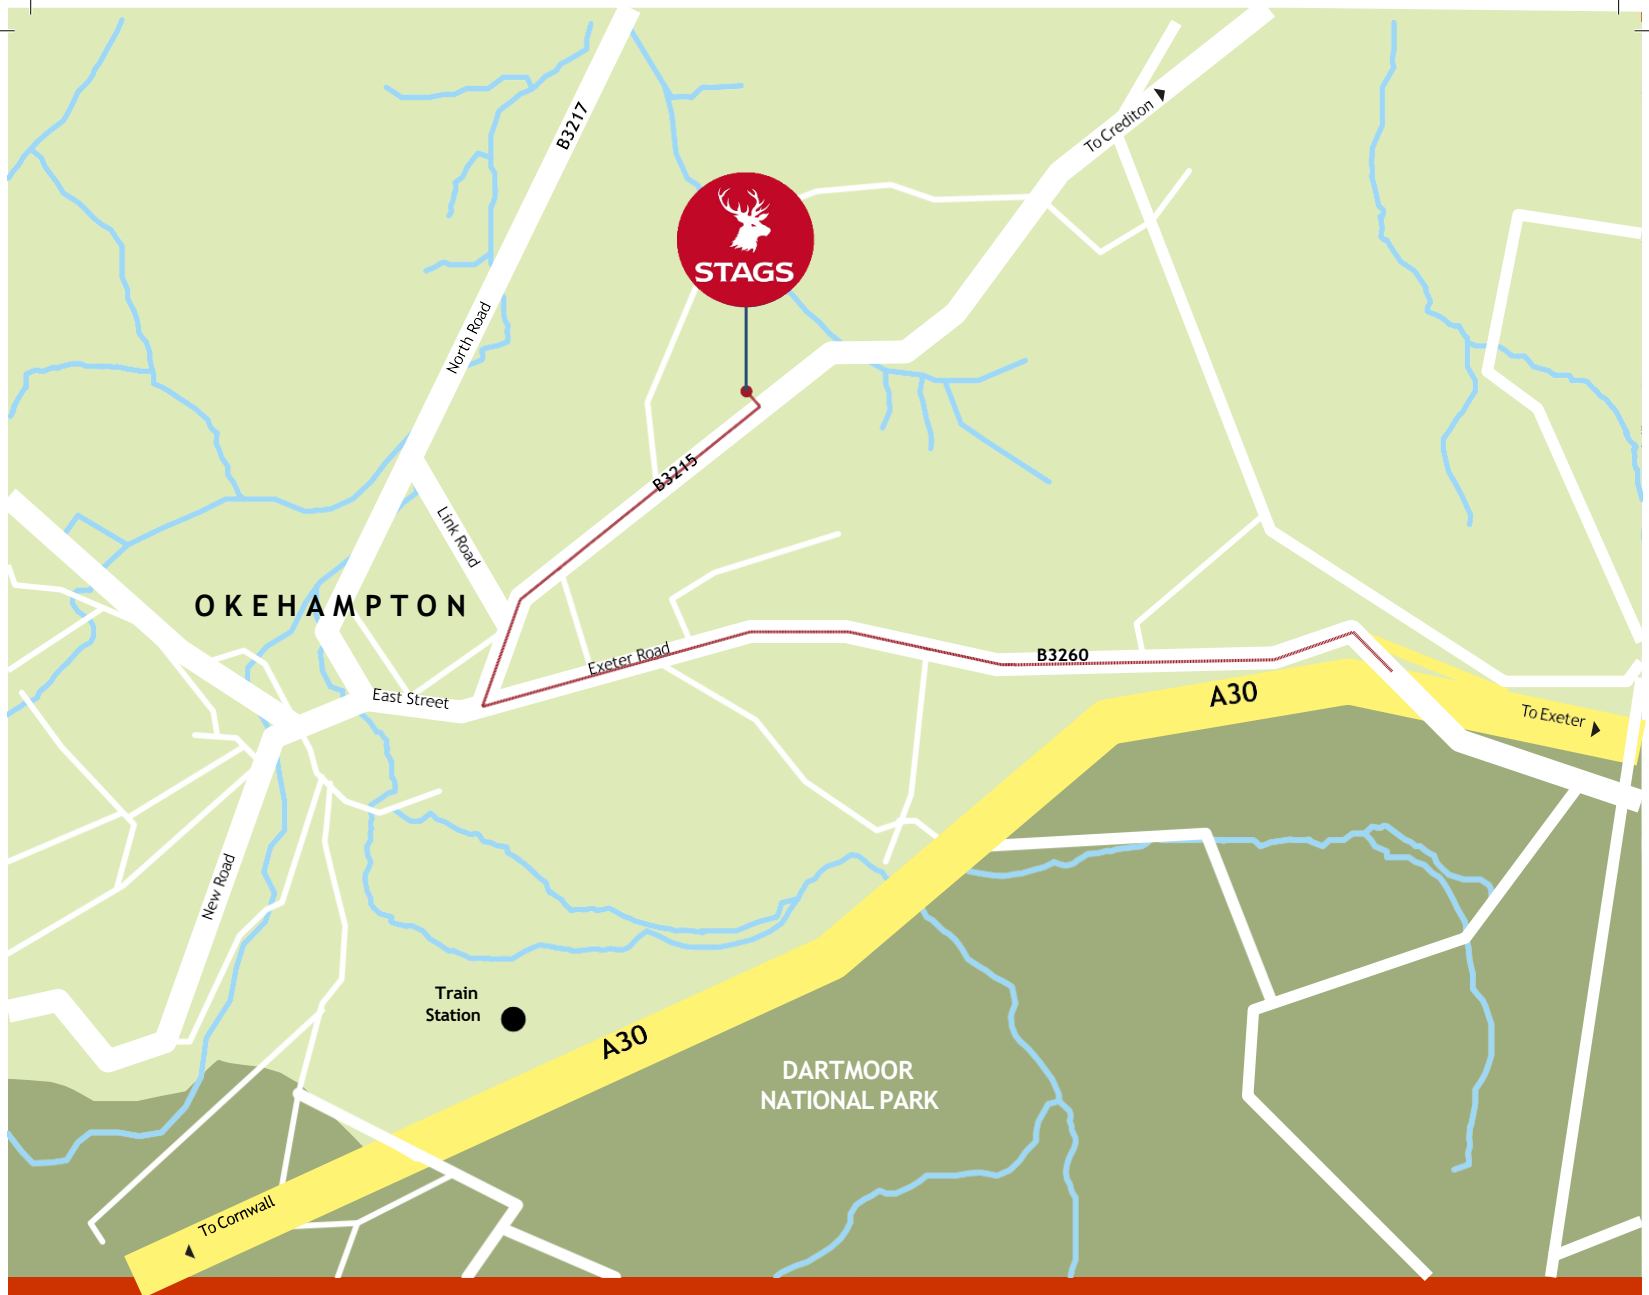 B3217
To Crediton
STAGS
North Road
B3215
Link Road
OKEHAMPTON
Exeter Road
B3260
East Street
A30
To Exeter
New Road
Train
Station
A30
DARTMOOR
NATIONAL PARK
To Cornwall